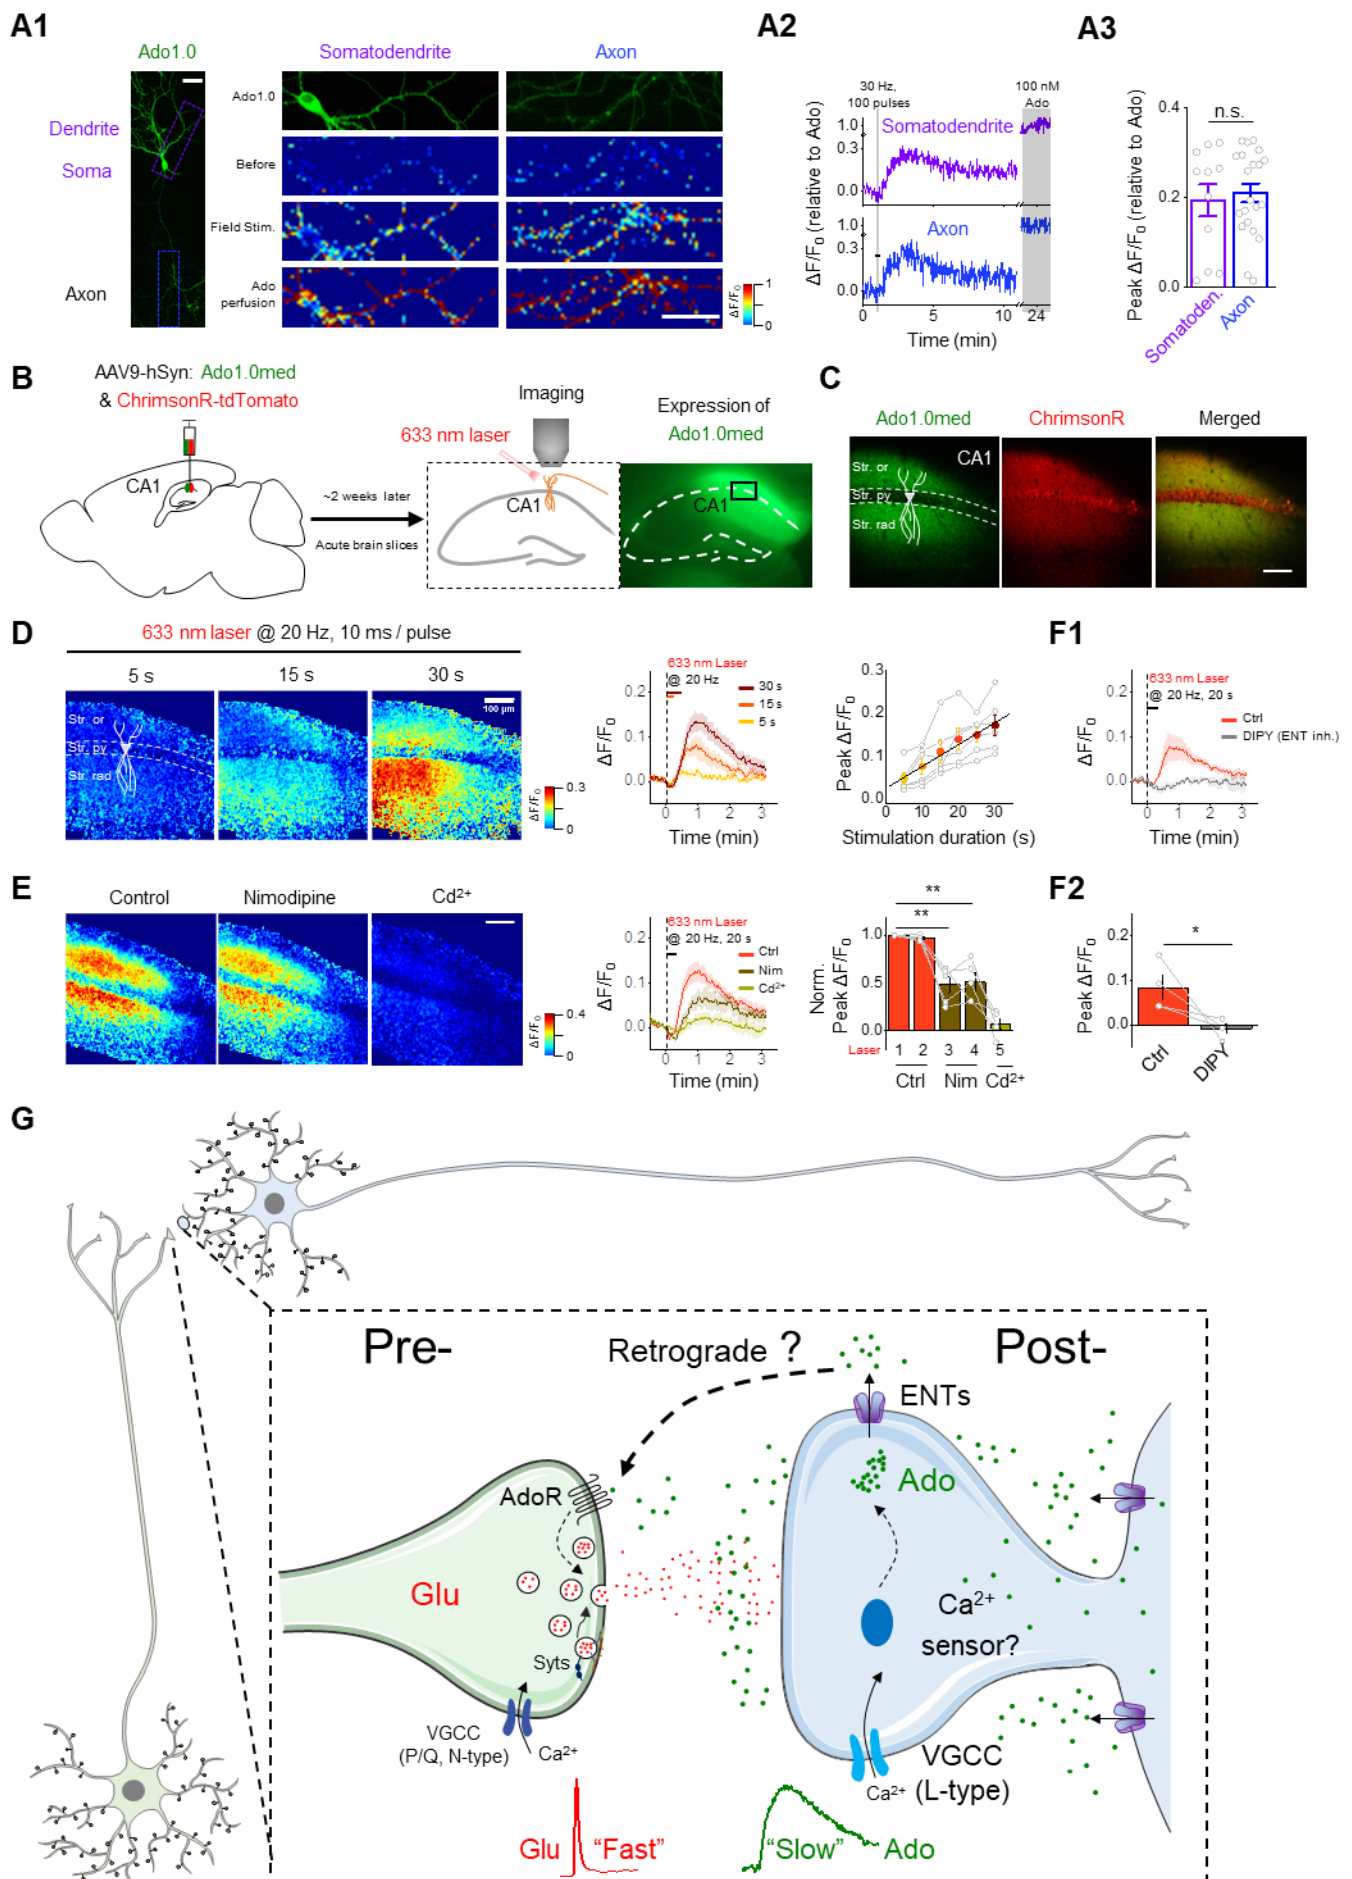 A1
Ado1.0
Somatodendrite
Axon
Dendrite
Soma
Axon
Ado1.0
Before
Field Stim.
Ado
perfusion
ΔF/F0
1
0
A2
30 Hz,
100 pulses
100 nM
Ado
Somatodendrite
Axon
ΔF/F0 (relative to Ado)
1.0
0.3
0.0
1.0
0.3
0.0
0 5 10 24
Time (min)
A3
Peak ΔF/F0 (relative to Ado)
0.4
0.2
0.0
n.s.
Somatoden.
Axon
B
AAV9-hSyn: Ado1.0med
& ChrimsonR-tdTomato
CA1
~2 weeks later
Acute brain slices
Imaging
633 nm laser
CA1
Expression of
Ado1.0med
CA1
C
Ado1.0med
ChrimsonR
Merged
CA1
Str. or
Str. py
Str. rad
D
633 nm laser @ 20 Hz, 10 ms / pulse
5 s
15 s
30 s
Str. or
Str. py
Str. rad
100 μm
ΔF/F0
0.3
0
633 nm Laser
@ 20 Hz
30 s
15 s
5 s
ΔF/F0
0.2
0.1
0.0
0 1 2 3
Time (min)
Peak ΔF/F0
0.3
0.2
0.1
0.0
0 5 10 15 20 25 30
Stimulation duration (s)
F1
633 nm Laser
@ 20 Hz, 20 s
Ctrl
DIPY (ENT inh.)
ΔF/F0
0.2
0.1
0.0
0 1 2 3
Time (min)
E
Control
Nimodipine
Cd2+
ΔF/F0
0.4
0
633 nm Laser
@ 20 Hz, 20 s
Ctrl
Nim
Cd2+
ΔF/F0
0.2
0.1
0.0
0 1 2 3
Time (min)
**
**
Norm.
Peak ΔF/F0
1.0
0.5
0.0
Laser 1 2 3 4 5
Ctrl Nim Cd2+
F2
*
Peak ΔF/F0
0.2
0.1
0.0
Ctrl
DIPY
G
Pre-
Retrograde ?
Post-
ENTs
AdoR
Ado
Glu
Ca2+
sensor?
Syts
VGCC
(P/Q, N-type)
Ca2+
VGCC
(L-type)
Ca2+
Glu "Fast"
"Slow" Ado